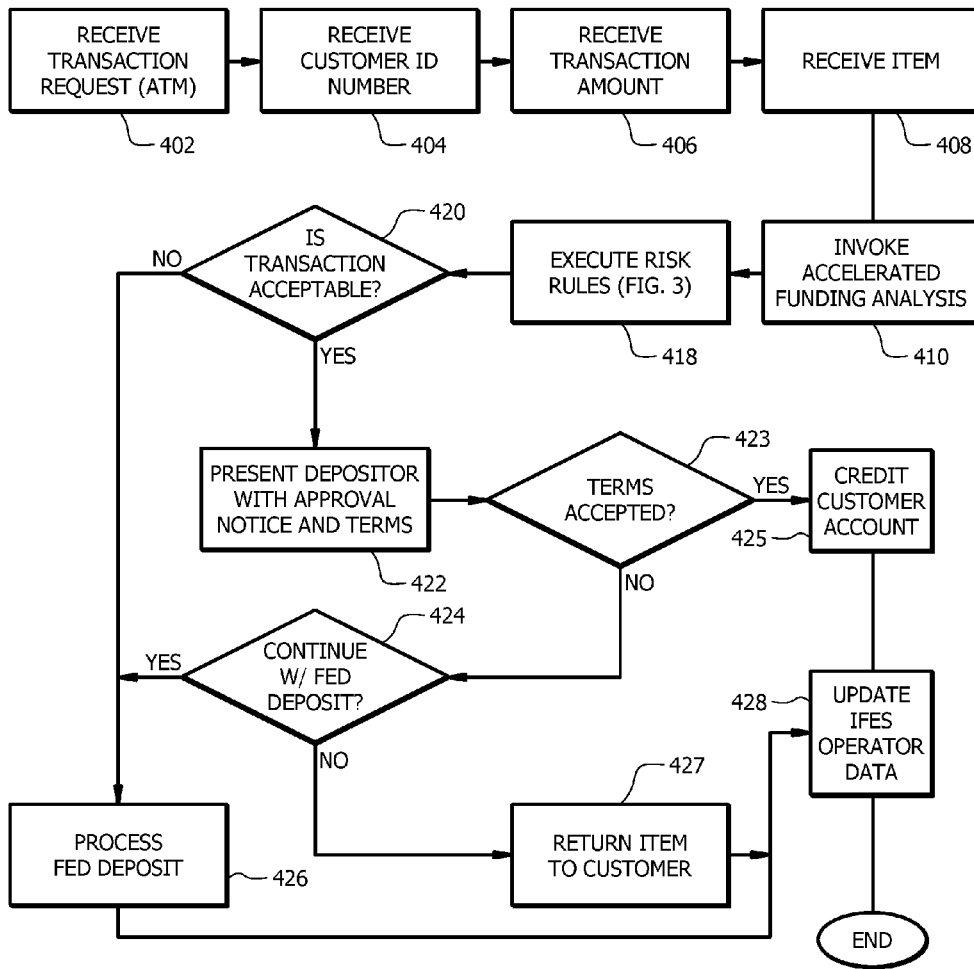 RECEIVE
TRANSACTION
REQUEST (ATM)
402
RECEIVE
CUSTOMER ID
NUMBER
404
RECEIVE
TRANSACTION
AMOUNT
406
RECEIVE ITEM
408
INVOKE
ACCELERATED
FUNDING ANALYSIS
410
EXECUTE RISK
RULES (FIG. 3)
418
IS
TRANSACTION
ACCEPTABLE?
420
NO
YES
PRESENT DEPOSITOR
WITH APPROVAL
NOTICE AND TERMS
422
TERMS
ACCEPTED?
423
YES
NO
CREDIT
CUSTOMER
ACCOUNT
425
CONTINUE
W/ FED
DEPOSIT?
424
YES
NO
UPDATE
IFES
OPERATOR
DATA
428
PROCESS
FED DEPOSIT
426
RETURN ITEM
TO CUSTOMER
427
END